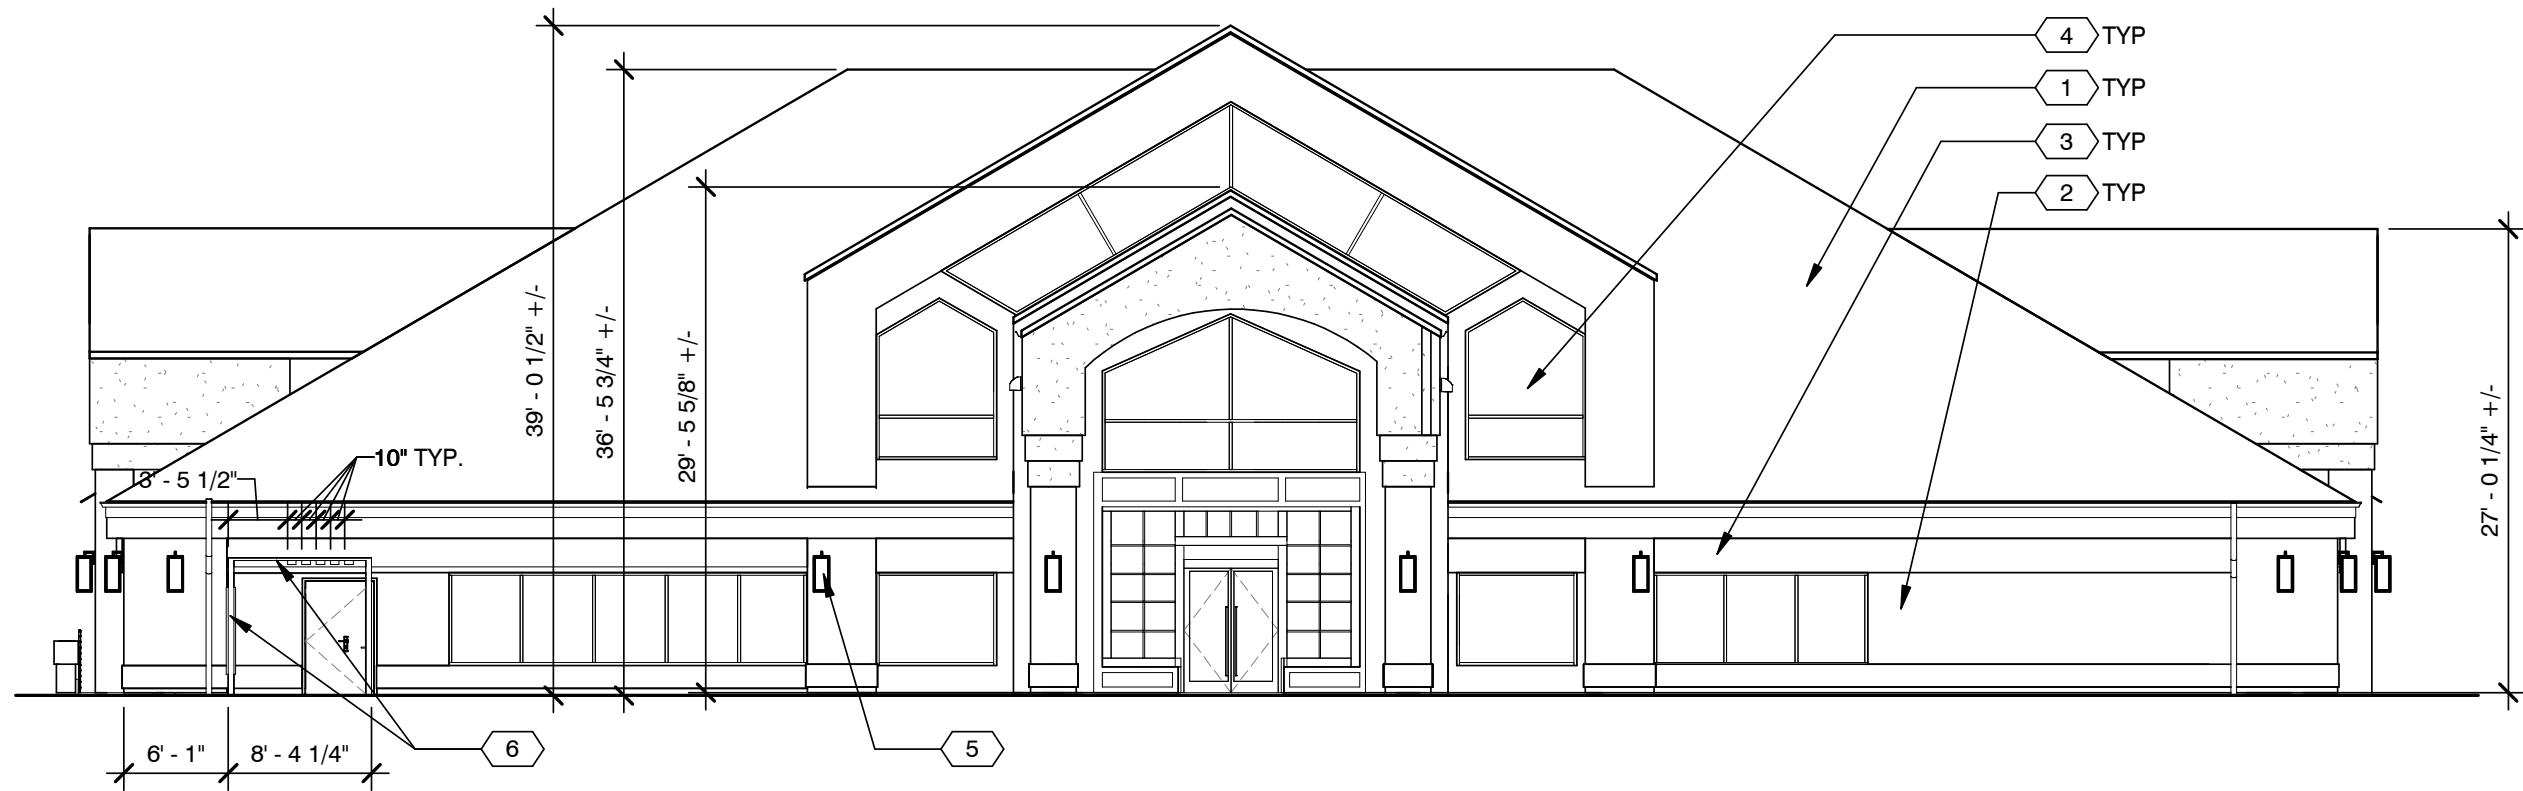 4 TYP
1 TYP
3 TYP
2 TYP
39' - 0 1/2" +/-
36' - 5 3/4" +/-
29' - 5 5/8" +/-
27' - 0 1/4" +/-
10" TYP.
3' - 5 1/2"
6' - 1"
8' - 4 1/4"
6
5